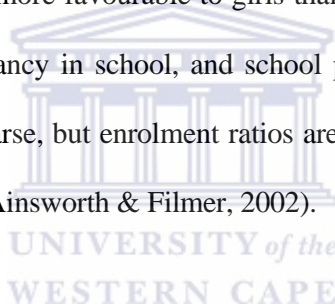 more favourable to girls than
ancy in school, and school p
arse, but enrolment ratios are
Ainsworth & Filmer, 2002).
UNIVERSITY of the
WESTERN CAPE